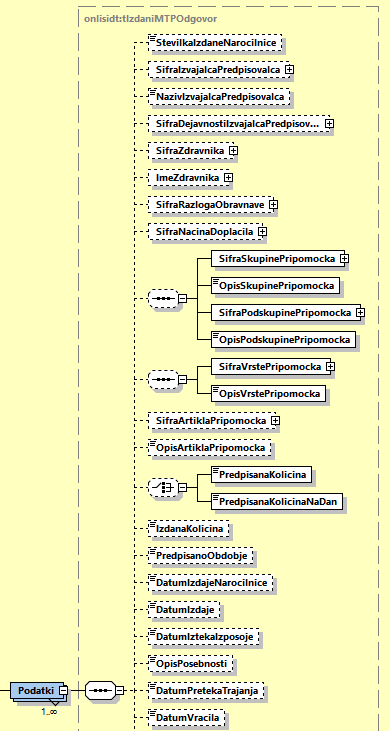 onlisidt:tIzdaniMTPOdgovor
StevilkaIzdaneNarocilnice
SifraIzvajalcaPredpisovalca
NazivIzvajalcaPredpisovalca
SifraDejavnostiIzvajalcaPredpisov...
SifraZdravnika
ImeZdravnika
SifraRazlogaObravnave
SifraNacinaDoplacila
SifraSkupinePripomocka
OpisSkupinePripomocka
SifraPodskupinePripomocka
OpisPodskupinePripomocka
SifraVrstePripomocka
OpisVrstePripomocka
SifraArtiklaPripomocka
OpisArtiklaPripomocka
PredpisanaKolicina
PredpisanaKolicinaNaDan
IzdanaKolicina
PredpisanoObdobje
DatumIzdajeNarocilnice
DatumIzdaje
DatumIztekaIzposoje
OpisPosebnosti
Podatki
DatumPretekaTrajanja
1..∞
DatumVracila